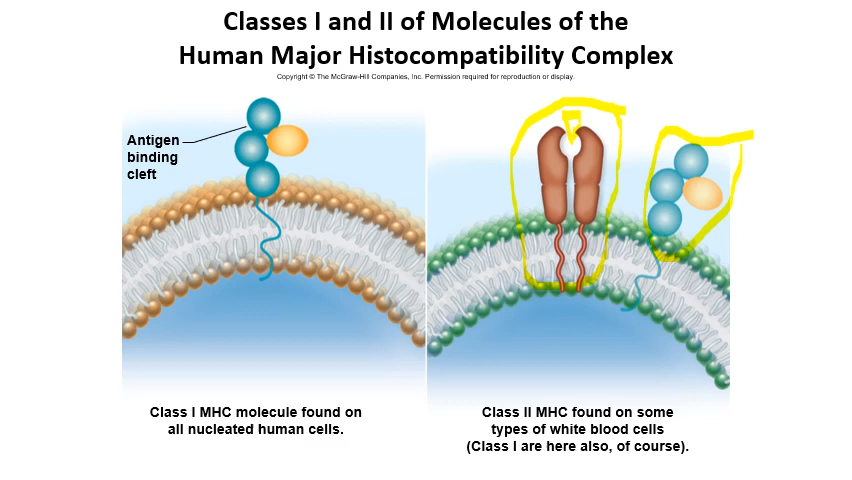 Classes I and II of Molecules of the
Human Major Histocompatibility Complex
Copyright © The McGraw-Hill Companies, Inc. Permission required for reproduction or display.
Antigen
binding
cleft
Class I MHC molecule found on
all nucleated human cells.
Class II MHC found on some
types of white blood cells
(Class I are here also, of course).